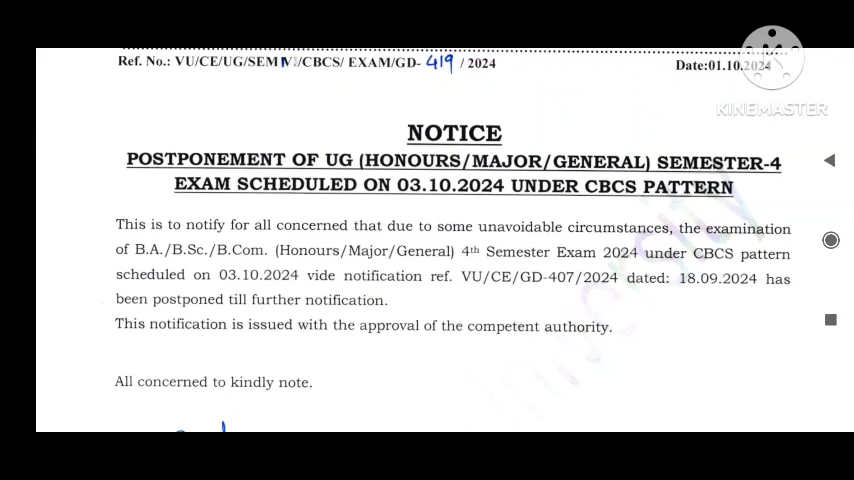 Ref. No.: VU/CE/UG/SEM IV/CBCS/ EXAM/GD- 419 / 2024
Date:01.10.2024
KINEMASTER
NOTICE
POSTPONEMENT OF UG (HONOURS/MAJOR/GENERAL) SEMESTER-4
EXAM SCHEDULED ON 03.10.2024 UNDER CBCS PATTERN
This is to notify for all concerned that due to some unavoidable circumstances, the examination
of B.A./B.Sc./B.Com. (Honours/Major/General) 4th Semester Exam 2024 under CBCS pattern
scheduled on 03.10.2024 vide notification ref. VU/CE/GD-407/2024 dated: 18.09.2024 has
been postponed till further notification.
This notification is issued with the approval of the competent authority.
All concerned to kindly note.
University